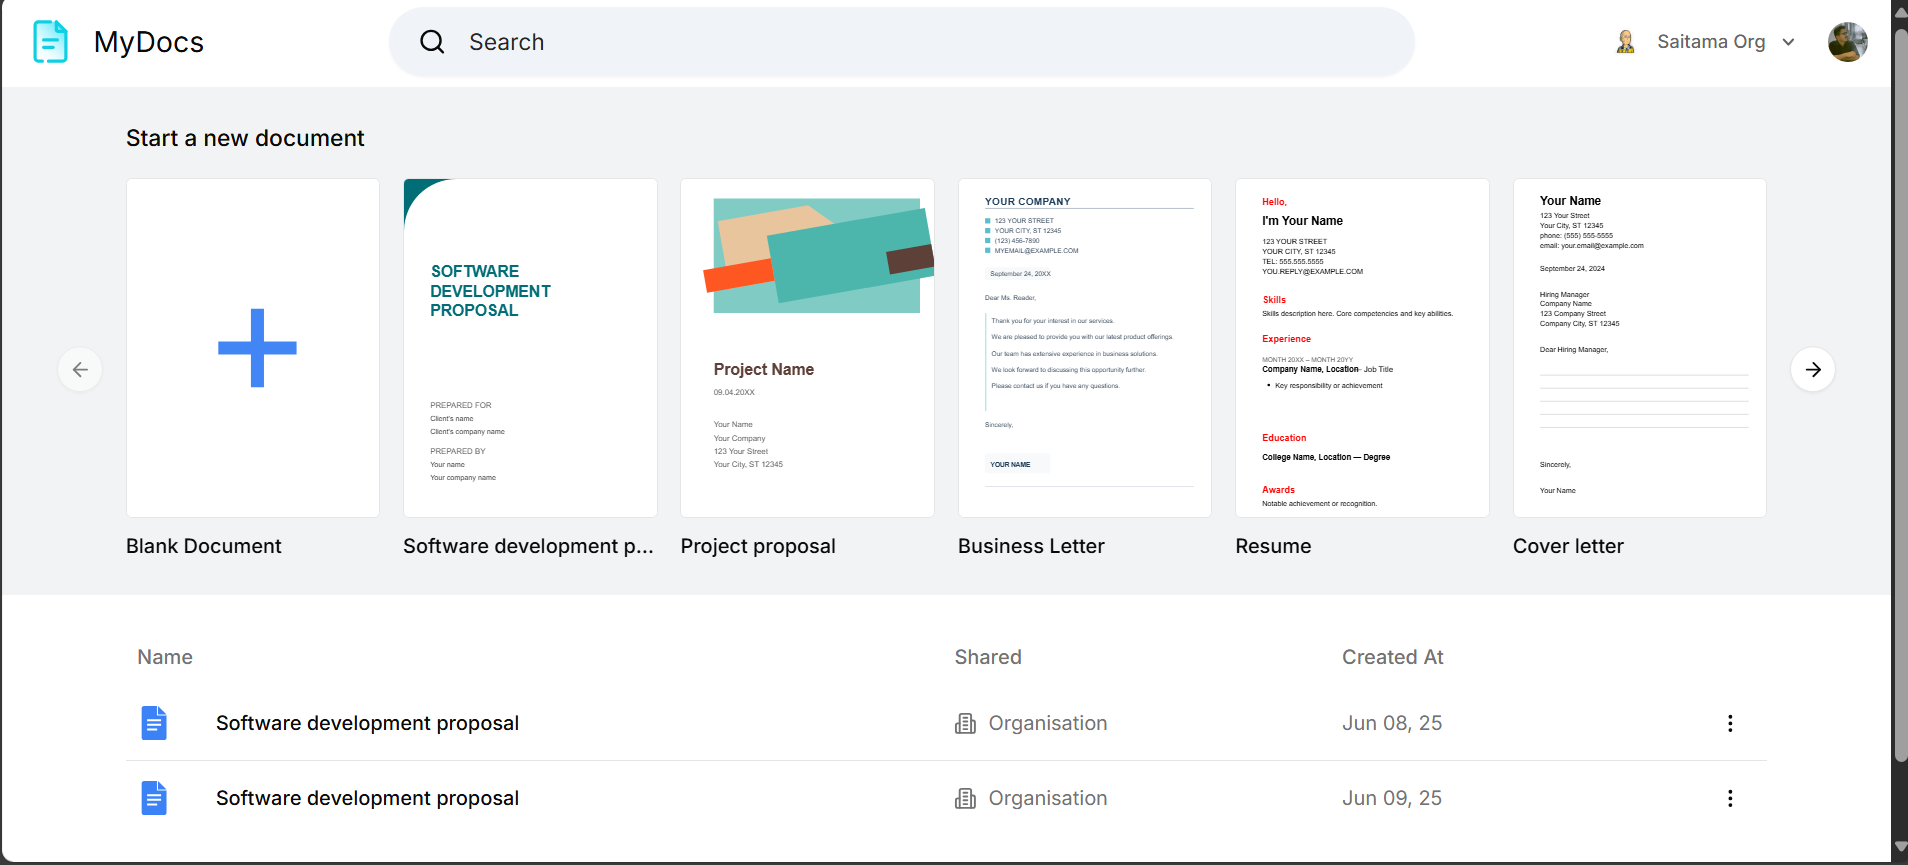 MyDocs
Search
Saitama Org
Start a new document
SOFTWARE
DEVELOPMENT
PROPOSAL
PREPARED FOR
Client's name
Client's company name
PREPARED BY
Your name
Your company name
Project Name
09.04.20XX
Your Name
Your Company
123 Your Street
Your City, ST 12345
YOUR COMPANY
123 YOUR STREET
YOUR CITY, ST 12345
(123) 456-7890
MYEMAIL@EXAMPLE.COM
September 24, 20XX
Dear Ms. Reader,
Thank you for your interest in our services.
We are pleased to provide you with our latest product offerings.
Our team has extensive experience in business solutions.
We look forward to discussing this opportunity further.
Please contact us if you have any questions.
Sincerely,
YOUR NAME
Hello,
I'm Your Name
123 YOUR STREET
YOUR CITY, ST 12345
TEL: 555.555.5555
YOU.REPLY@EXAMPLE.COM
Skills
Skills description here. Core competencies and key abilities.
Experience
MONTH 20XX – MONTH 20YY
Company Name, Location- Job Title
• Key responsibility or achievement
Education
College Name, Location — Degree
Awards
Notable achievement or recognition.
Your Name
123 Your Street
Your City, ST 12345
phone: (555) 555-5555
email: your.email@example.com
September 24, 2024
Hiring Manager
Company Name
123 Company Street
Company City, ST 12345
Dear Hiring Manager,
Sincerely,
Your Name
Blank Document
Software development p...
Project proposal
Business Letter
Resume
Cover letter
Name Shared Created At
Software development proposal Organisation Jun 08, 25
Software development proposal Organisation Jun 09, 25